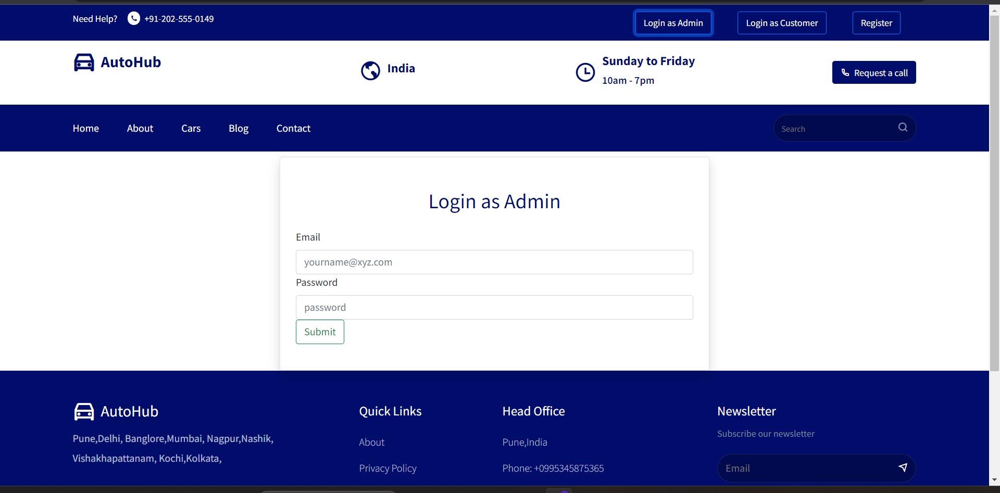 Need Help? +91-202-555-0149 Login as Admin Login as Customer Register
AutoHub
India
Sunday to Friday
10am - 7pm
Request a call
Home About Cars Blog Contact Search
Login as Admin
Email
yourname@xyz.com
Password
password
Submit
AutoHub
Pune,Delhi, Banglore,Mumbai, Nagpur,Nashik,
Vishakhapattanam, Kochi,Kolkata,
Quick Links
About
Privacy Policy
Head Office
Pune,India
Phone: +0995345875365
Newsletter
Subscribe our newsletter
Email